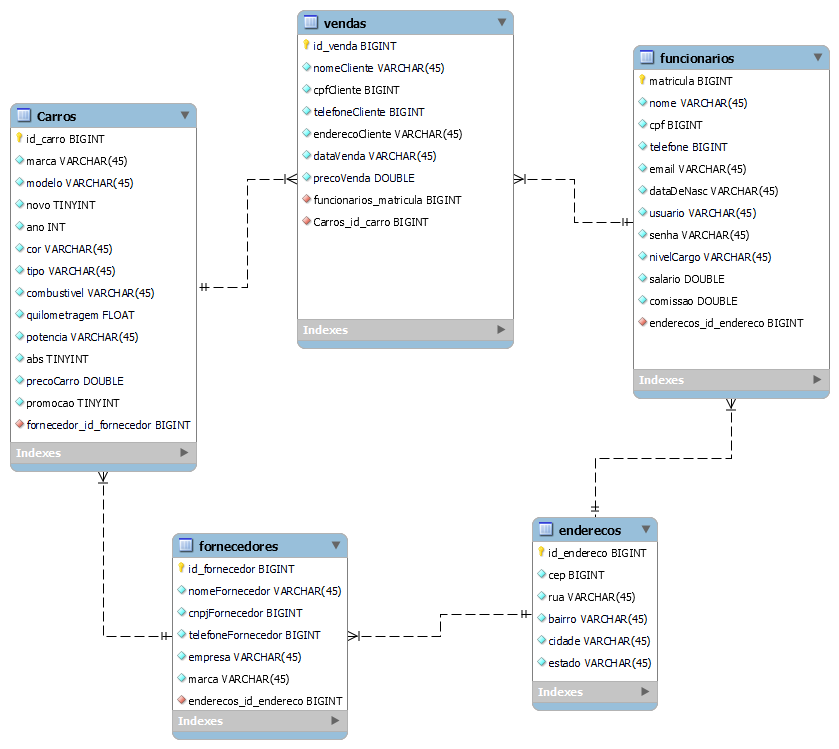 vendas
id_venda BIGINT
nomeCliente VARCHAR(45)
cpfCliente BIGINT
telefoneCliente BIGINT
enderecoCliente VARCHAR(45)
dataVenda VARCHAR(45)
precoVenda DOUBLE
funcionarios_matricula BIGINT
Carros_id_carro BIGINT
Indexes
funcionarios
matricula BIGINT
nome VARCHAR(45)
cpf BIGINT
telefone BIGINT
email VARCHAR(45)
dataDeNasc VARCHAR(45)
usuario VARCHAR(45)
senha VARCHAR(45)
nivelCargo VARCHAR(45)
salario DOUBLE
comissao DOUBLE
enderecos_id_endereco BIGINT
Indexes
Carros
id_carro BIGINT
marca VARCHAR(45)
modelo VARCHAR(45)
novo TINYINT
ano INT
cor VARCHAR(45)
tipo VARCHAR(45)
combustivel VARCHAR(45)
quilometragem FLOAT
potencia VARCHAR(45)
abs TINYINT
precoCarro DOUBLE
promocao TINYINT
fornecedor_id_fornecedor BIGINT
Indexes
fornecedores
id_fornecedor BIGINT
nomeFornecedor VARCHAR(45)
cnpjFornecedor BIGINT
telefoneFornecedor BIGINT
empresa VARCHAR(45)
marca VARCHAR(45)
enderecos_id_endereco BIGINT
Indexes
enderecos
id_endereco BIGINT
cep BIGINT
rua VARCHAR(45)
bairro VARCHAR(45)
cidade VARCHAR(45)
estado VARCHAR(45)
Indexes